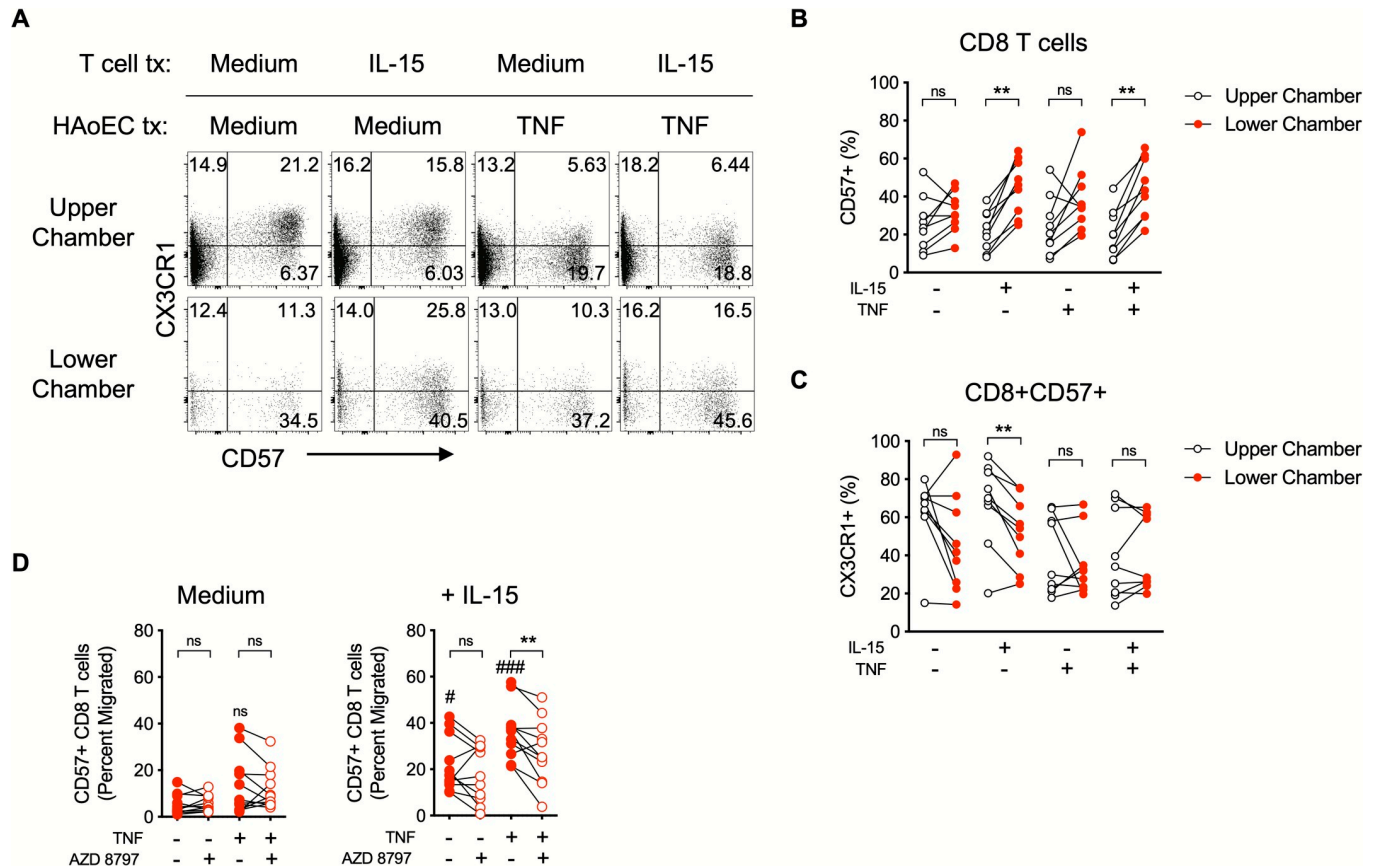 A
T cell tx: Medium IL-15 Medium IL-15
HAoEC tx: Medium Medium TNF TNF
Upper Chamber
14.9 21.2 6.37
16.2 15.8 6.03
13.2 5.63 19.7
18.2 6.44 18.8
Lower Chamber
12.4 11.3 34.5
14.0 25.8 40.5
13.0 10.3 37.2
16.2 16.5 45.6
CX3CR1
CD57
B
CD8 T cells
CD57+ (%)
100
80
60
40
20
0
ns ** ns **
Upper Chamber
Lower Chamber
IL-15 - + - +
TNF - - + +
C
CD8+CD57+
CX3CR1+ (%)
100
80
60
40
20
0
ns ** ns ns
Upper Chamber
Lower Chamber
IL-15 - + - +
TNF - - + +
D
Medium
CD57+ CD8 T cells
(Percent Migrated)
80
60
40
20
0
ns ns
ns
TNF - - + +
AZD 8797 - + - +
+ IL-15
CD57+ CD8 T cells
(Percent Migrated)
80
60
40
20
0
ns **
# ###
TNF - - + +
AZD 8797 - + - +